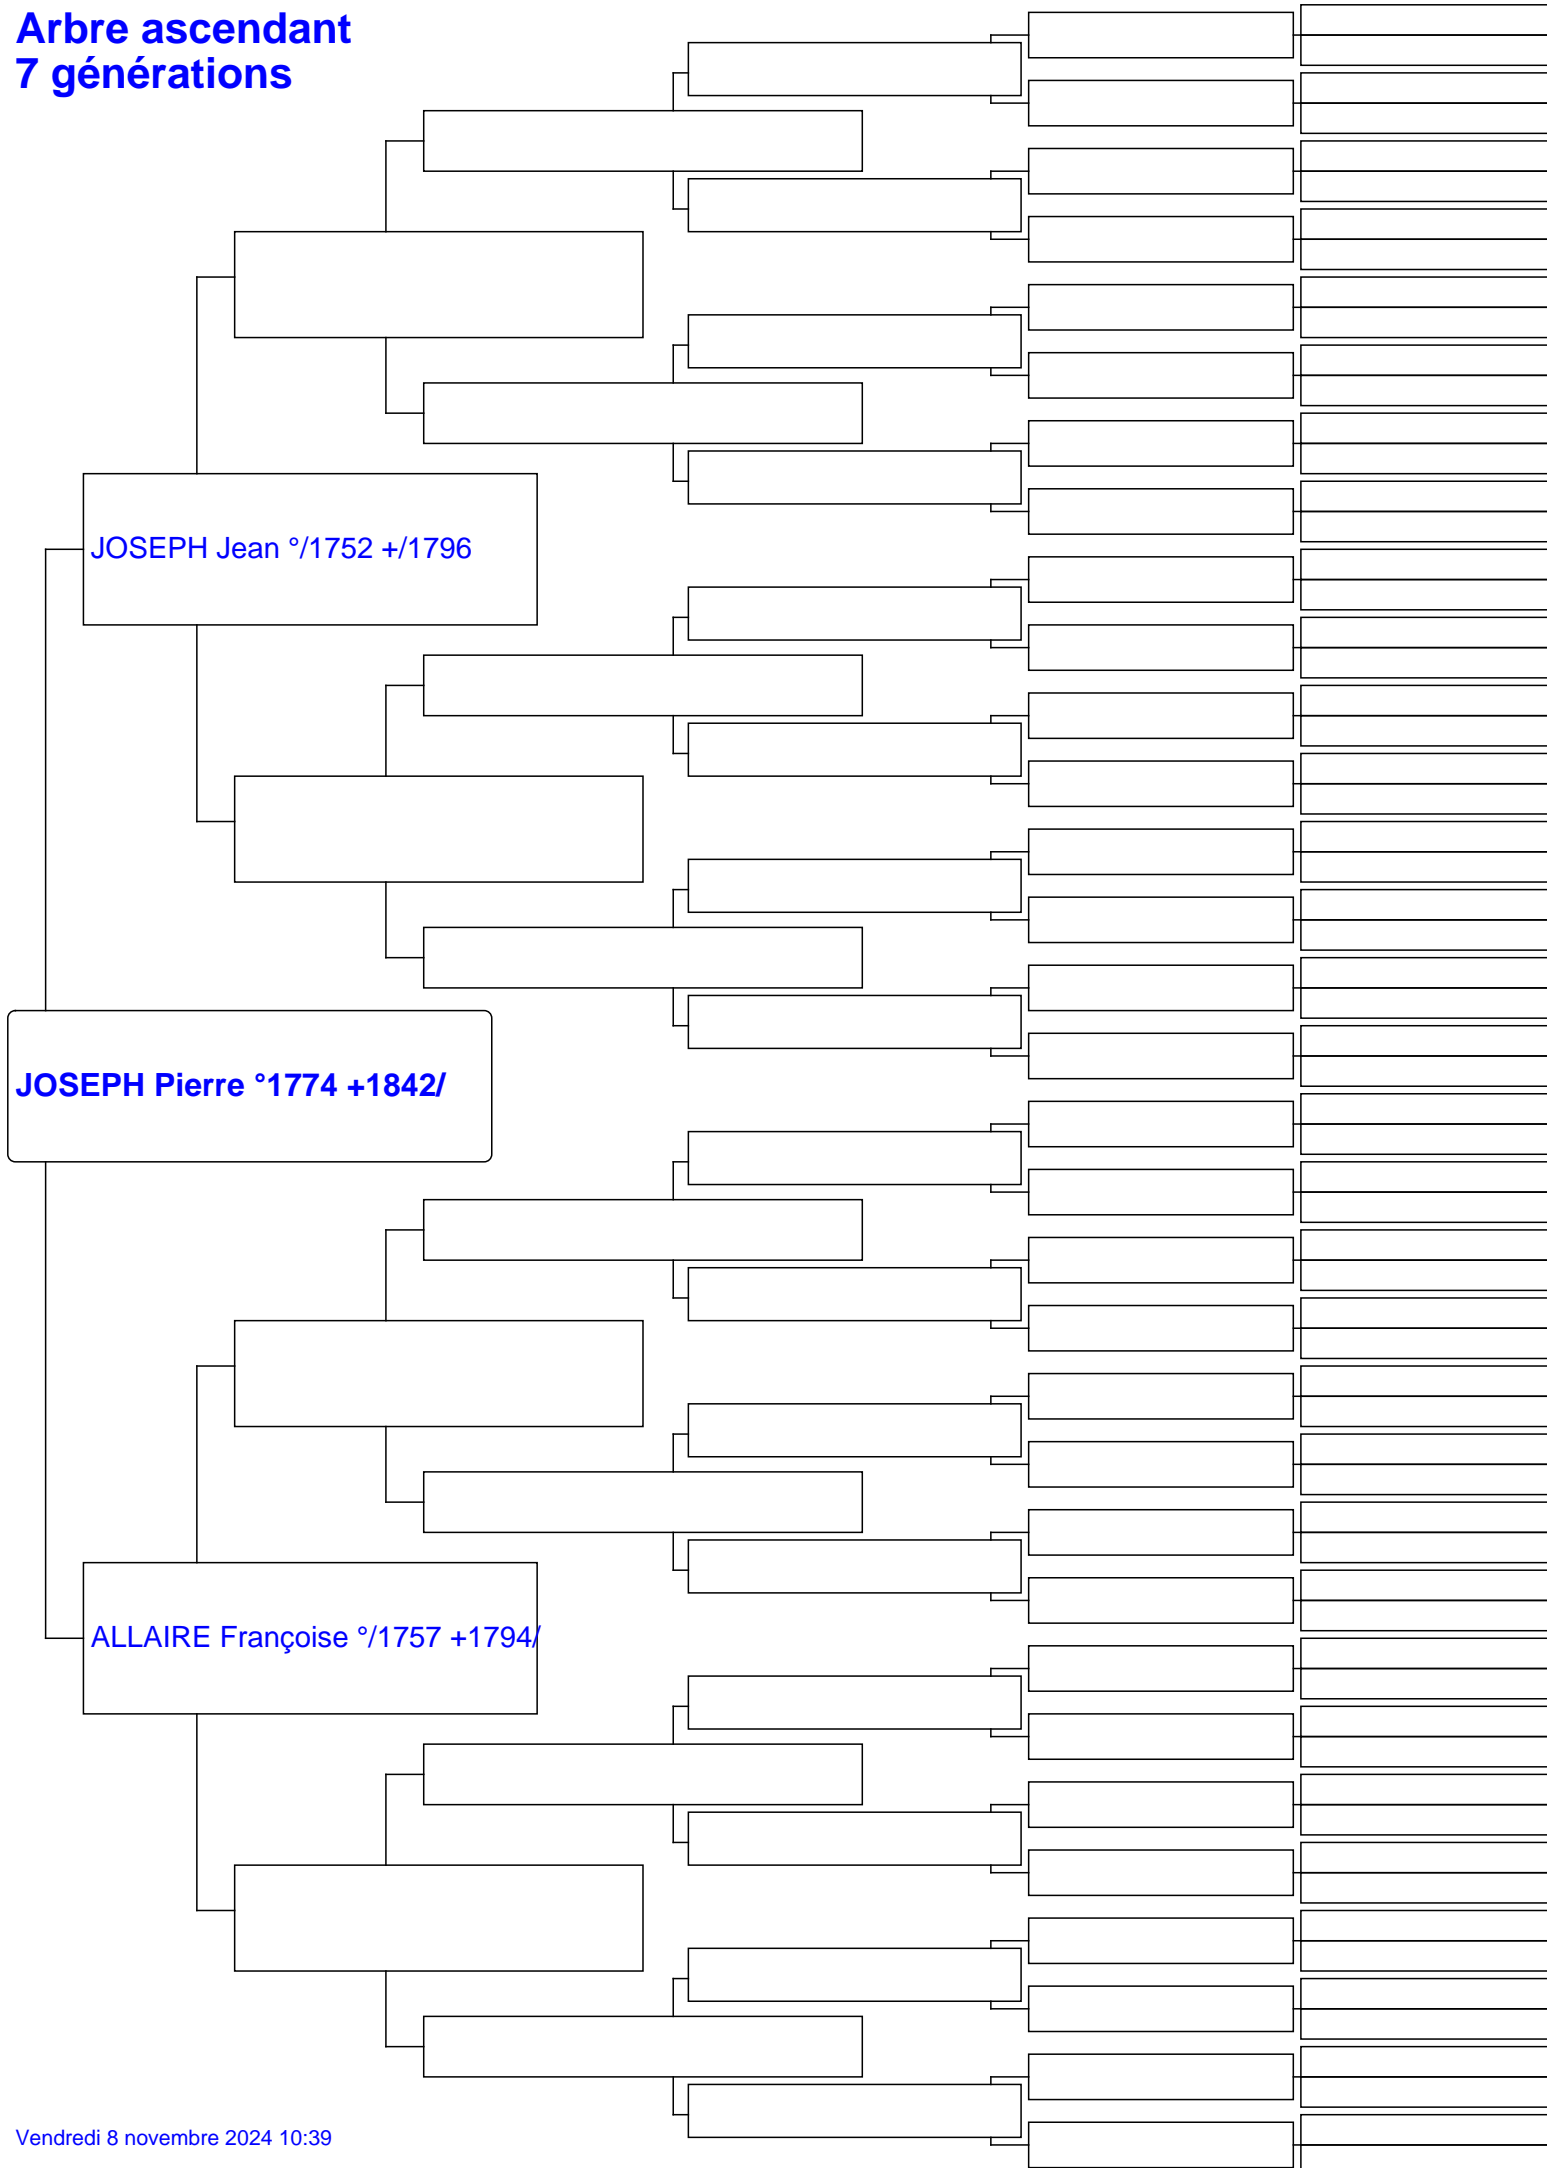 Arbre ascendant
7 générations
JOSEPH Jean °/1752 +/1796
JOSEPH Pierre °1774 +1842/
ALLAIRE Françoise °/1757 +1794/
Vendredi 8 novembre 2024 10:39